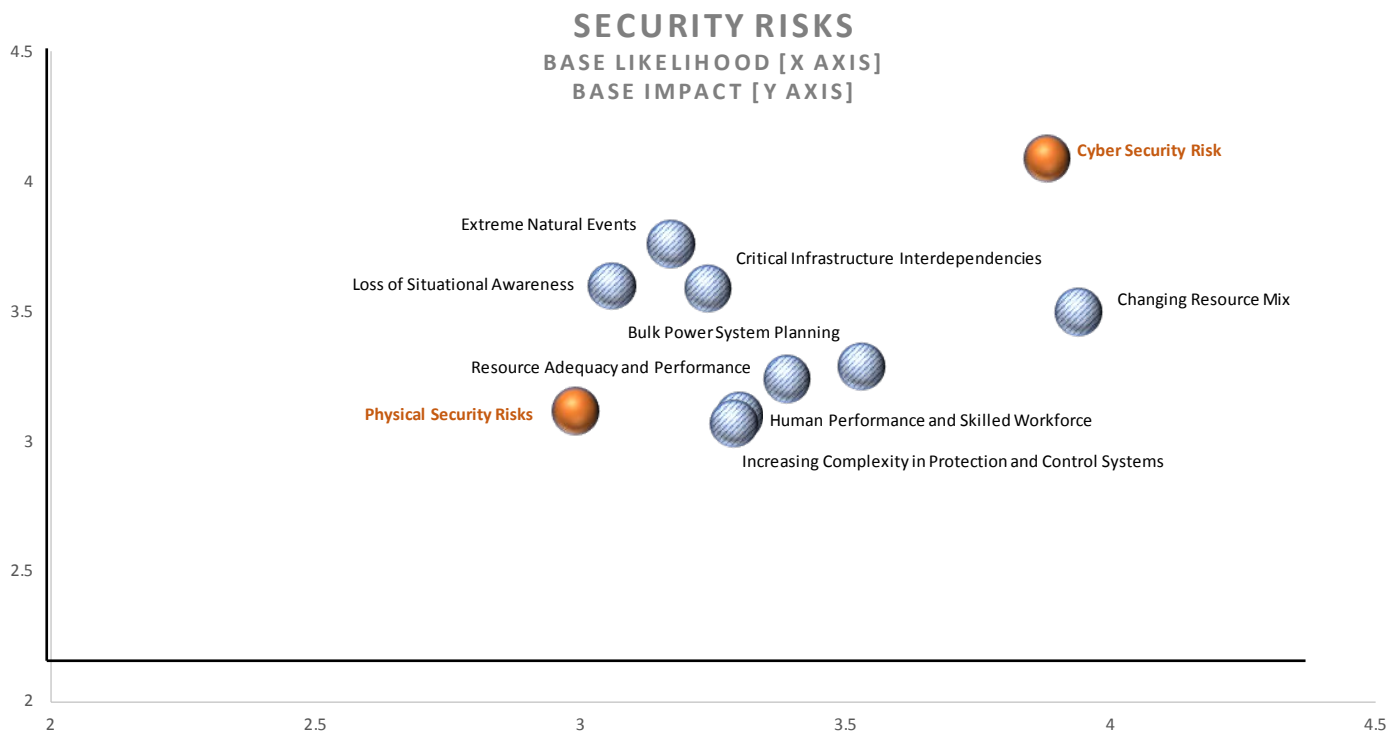 SECURITY RISKS
BASE LIKELIHOOD [X AXIS]
BASE IMPACT [Y AXIS]
4.5
Cyber Security Risk
4
Extreme Natural Events
Critical Infrastructure Interdependencies
Loss of Situational Awareness
Changing Resource Mix
3.5
Bulk Power System Planning
Resource Adequacy and Performance
Physical Security Risks
Human Performance and Skilled Workforce
3
Increasing Complexity in Protection and Control Systems
2.5
2
2
2.5
3
3.5
4
4.5